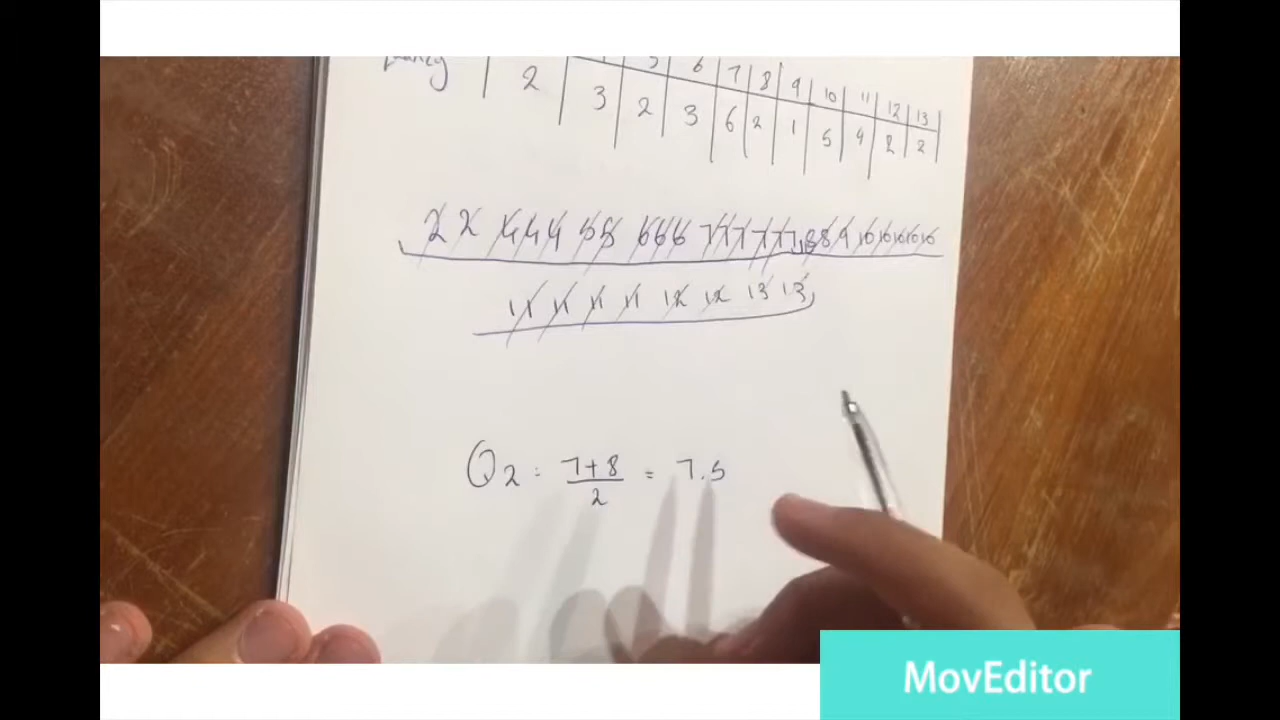 5 6 7 8 9 10 11 12 13
2 3 2 3 6 2 1 5 4 2 2
2 2 4 4 4 5 5 6 6 6 7 7 7 7 7 7 8 8 9 10 10 10 10 10
11 11 11 11 12 12 13 13
Q2 : 7+8 = 7.5
2
MovEditor